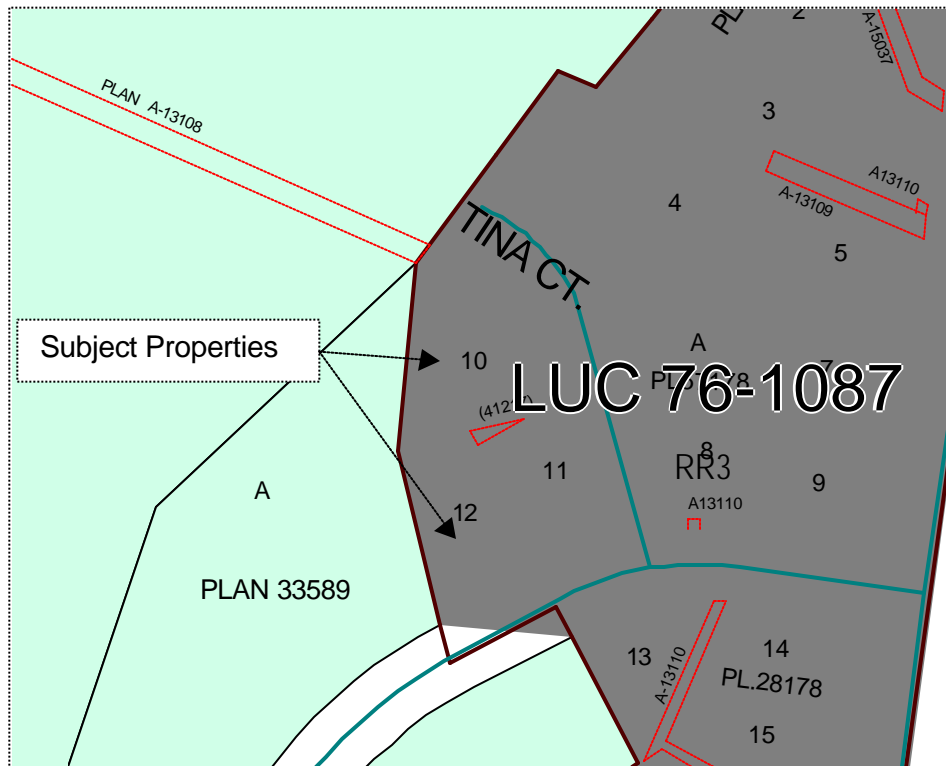 2
PL
A-15037
PLAN A-13108
3
A13110
A-13109
4
TINA CT.
5
Subject Properties
10
A
7
LUC 76-1087
11
8
RR3
9
A
12
A13110
PLAN 33589
13
A-13110
14
PL.28178
15